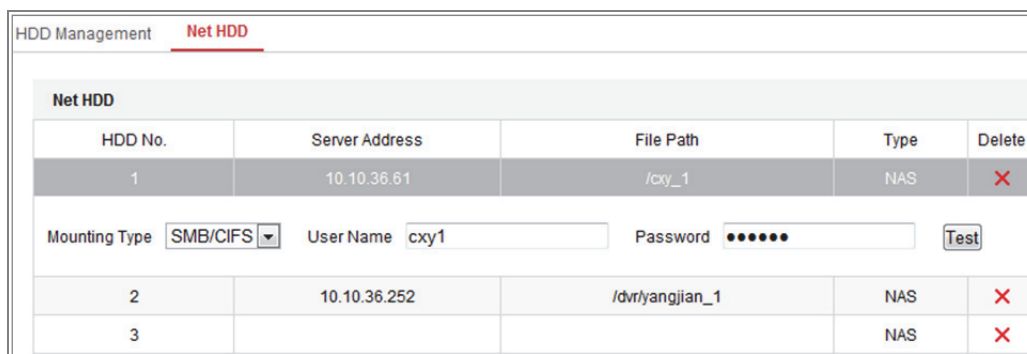 HDD Management Net HDD
Net HDD
HDD No. Server Address File Path Type Delete
1 10.10.36.61 /cxy_1 NAS
Mounting Type SMB/CIFS User Name cxy1 Password ●●●●●● Test
2 10.10.36.252 /dvr/yangjian_1 NAS
3 NAS